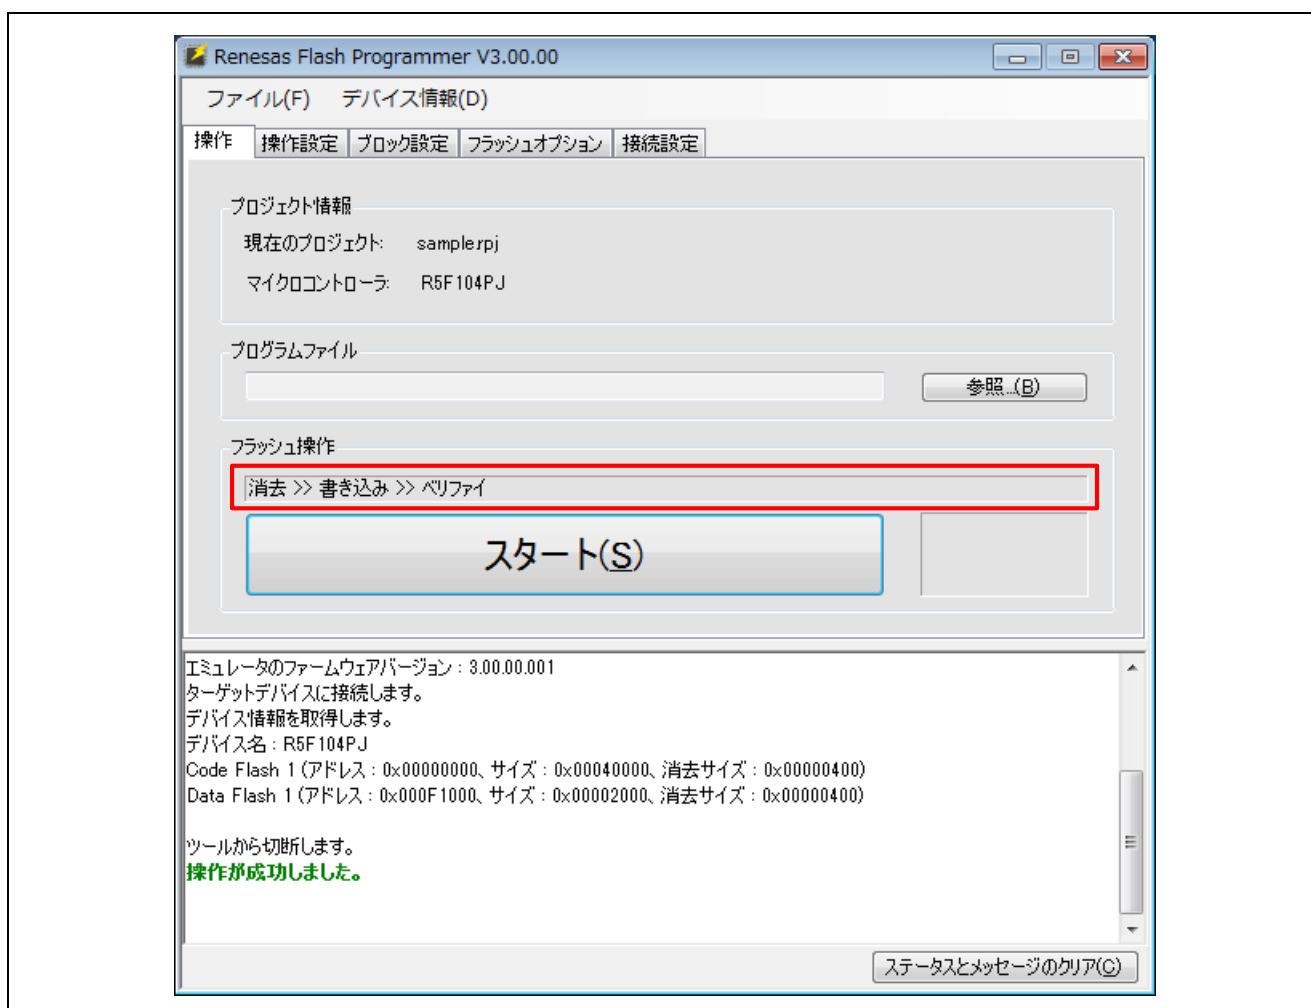 Renesas Flash Programmer V3.00.00
ファイル(F) デバイス情報(D)
操作 操作設定 ブロック設定 フラッシュオプション 接続設定
プロジェクト情報
現在のプロジェクト: sample.rpj
マイクロコントローラ: R5F104PJ
プログラムファイル
参照...(B)
フラッシュ操作
消去 >> 書き込み >> ベリファイ
スタート(S)
エミュレータのファームウェアバージョン : 3.00.00.001
ターゲットデバイスに接続します。
デバイス情報を取得します。
デバイス名 : R5F104PJ
Code Flash 1 (アドレス : 0x00000000、サイズ : 0x00040000、消去サイズ : 0x00000400)
Data Flash 1 (アドレス : 0x000F1000、サイズ : 0x00002000、消去サイズ : 0x00000400)
ツールから切断します。
操作が成功しました。
ステータスとメッセージのクリア(C)